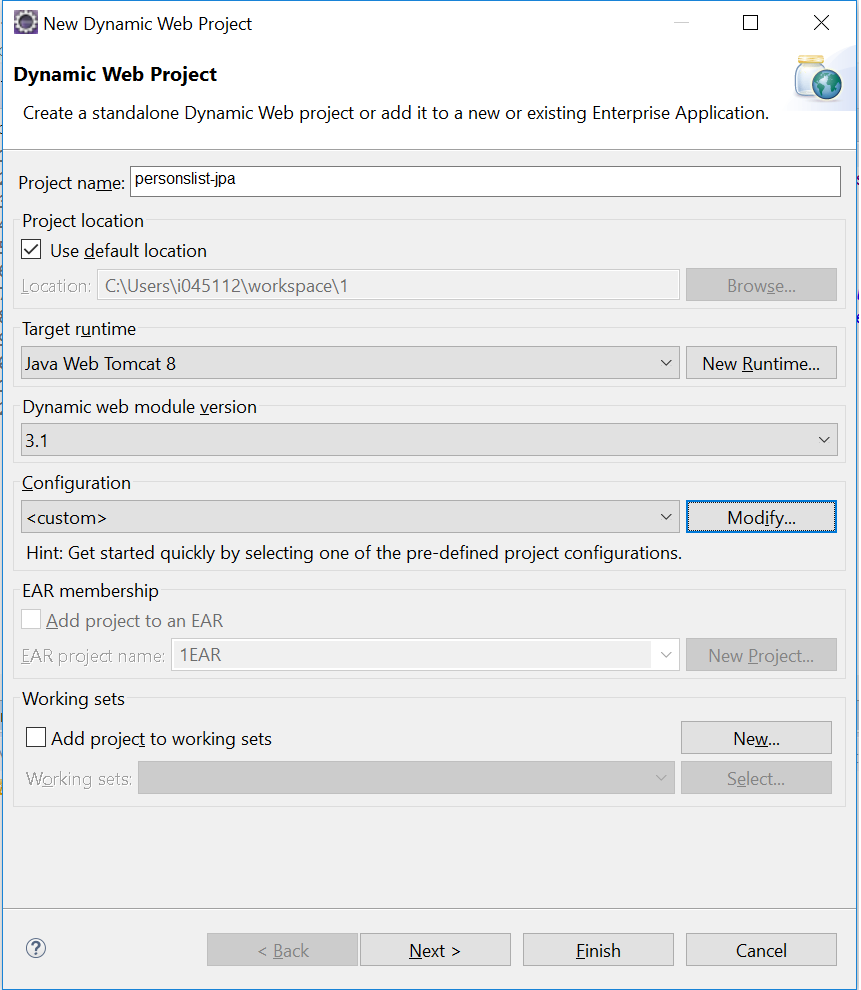 New Dynamic Web Project
Dynamic Web Project
Create a standalone Dynamic Web project or add it to a new or existing Enterprise Application.
Project name: personslist-jpa
Project location
Use default location
Location: C:\Users\i045112\workspace\1 Browse...
Target runtime
Java Web Tomcat 8 New Runtime...
Dynamic web module version
3.1
Configuration
<custom> Modify...
Hint: Get started quickly by selecting one of the pre-defined project configurations.
EAR membership
Add project to an EAR
EAR project name: 1EAR New Project...
Working sets
Add project to working sets New...
Working sets: Select...
? < Back Next > Finish Cancel